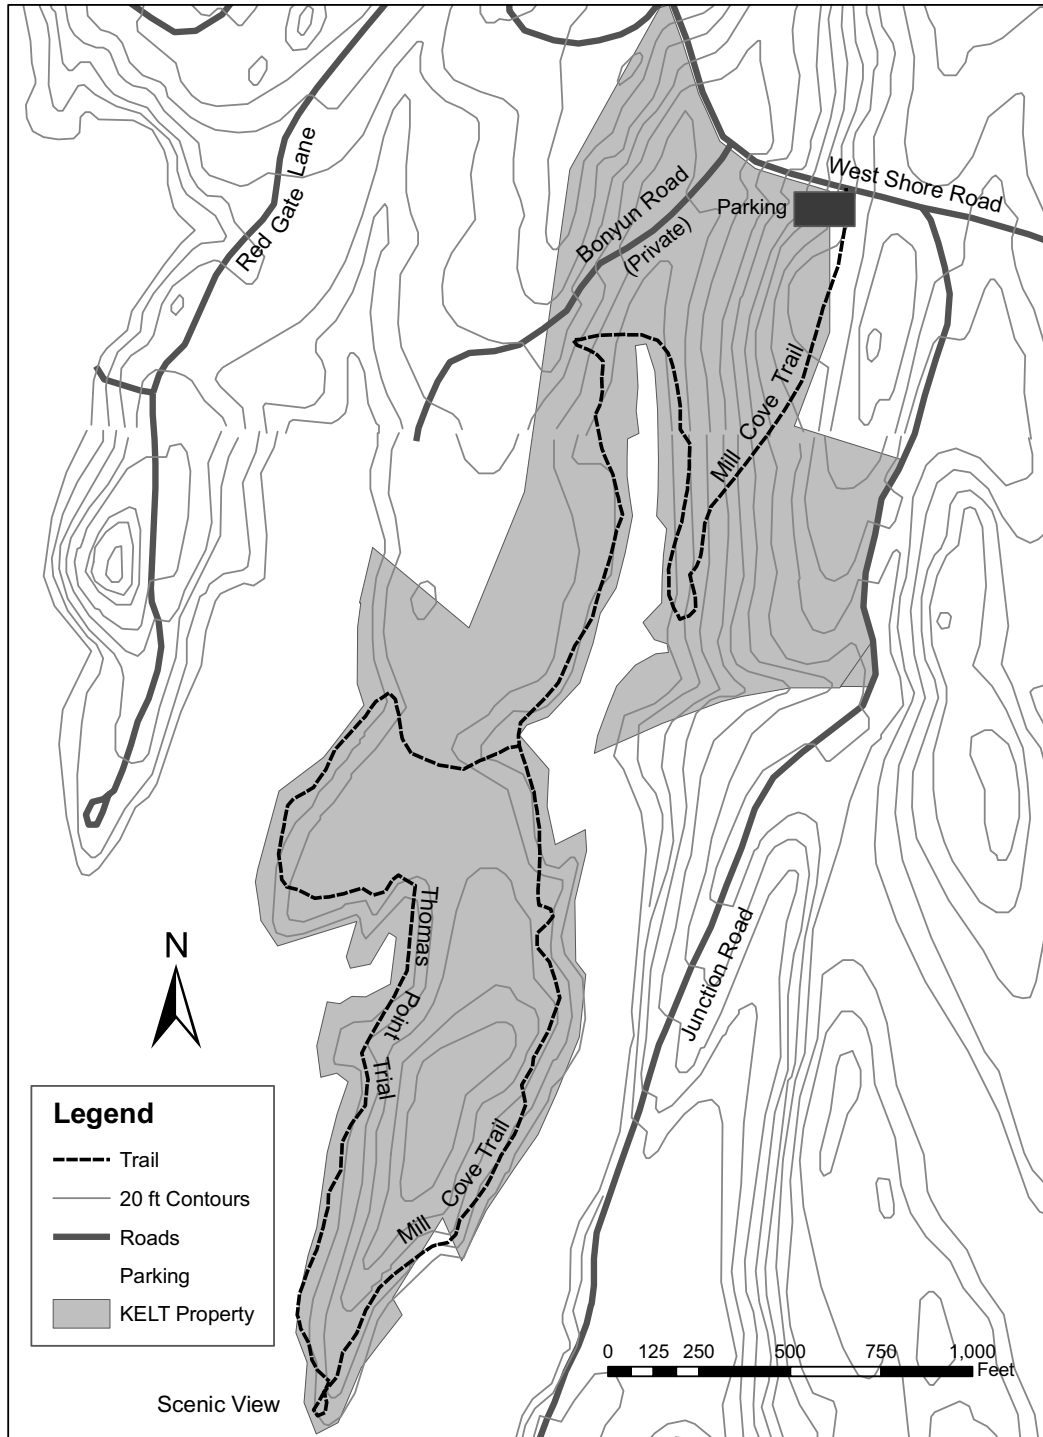 West Shore Road
Parking
Red Gate Lane
Bonyun Road
(Private)
Mill Cove Trail
Thomas Point Trial
Junction Road
Mill Cove Trail
N
Legend
Trail
20 ft Contours
Roads
Parking
KELT Property
0 125 250 500 750 1,000
Feet
Scenic View